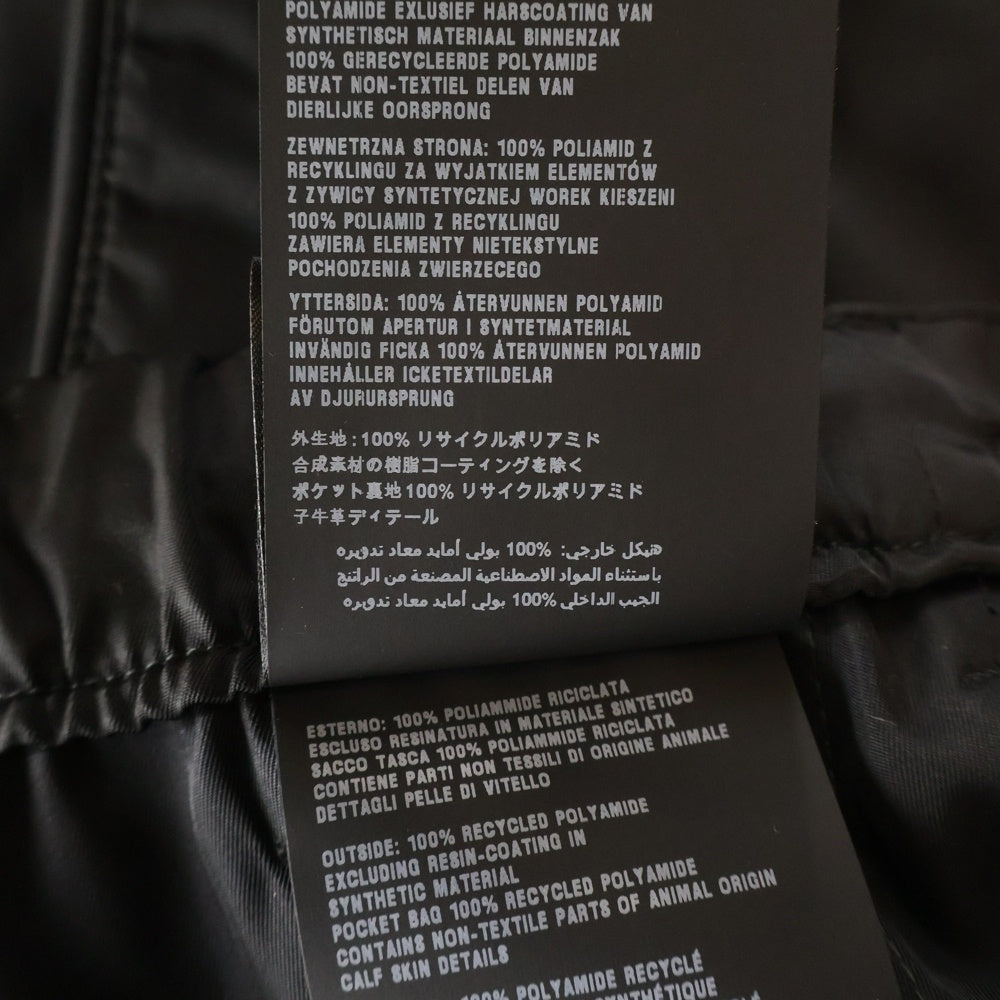 POLYAMIDE EXLUSIEF HARSCOATING VAN
SYNTHETISCH MATERIAAL BINNENZAK
100% GERECYCLEERDE POLYAMIDE
BEVAT NON-TEXTIEL DELEN VAN
DIERLIJKE OORSPRONG
ZEWNETRZNA STRONA: 100% POLIAMID Z
RECYKLINGU ZA WYJATKIEM ELEMENTÓW
Z ZYWICY SYNTETYCZNEJ WOREK KIESZENI
100% POLIAMID Z RECYKLINGU
ZAWIERA ELEMENTY NIETEKSTYLNE
POCHODZENIA ZWIERZECEGO
YTTERSIDA: 100% ÅTERVUNNEN POLYAMID
FÖRUTOM APERTUR I SYNTETMATERIAL
INVÄNDIG FICKA 100% ÅTERVUNNEN POLYAMID
INNEHÅLLER ICKETEXTILDELAR
AV DJURURSPRUNG
外生地:100% リサイクルポリアミド
合成素材の樹脂コーティングを除く
ポケット裏地100% リサイクルポリアミド
子牛革ディテール
هيكل خارجي: 100% بولي أمايد معاد تدويره
باستثناء المواد الاصطناعية المصنعة من الراتنج
الجيب الداخلي 100% بولي أمايد معاد تدويره
ESTERNO: 100% POLIAMMIDE RICICLATA
ESCLUSO RESINATURA IN MATERIALE SINTETICO
SACCO TASCA 100% POLIAMMIDE RICICLATA
CONTIENE PARTI NON TESSILI DI ORIGINE ANIMALE
DETTAGLI PELLE DI VITELLO
OUTSIDE: 100% RECYCLED POLYAMIDE
EXCLUDING RESIN-COATING IN
SYNTHETIC MATERIAL
POCKET BAG 100% RECYCLED POLYAMIDE
CONTAINS NON-TEXTILE PARTS OF ANIMAL ORIGIN
CALF SKIN DETAILS
100% POLYAMIDE RECYCLÉ